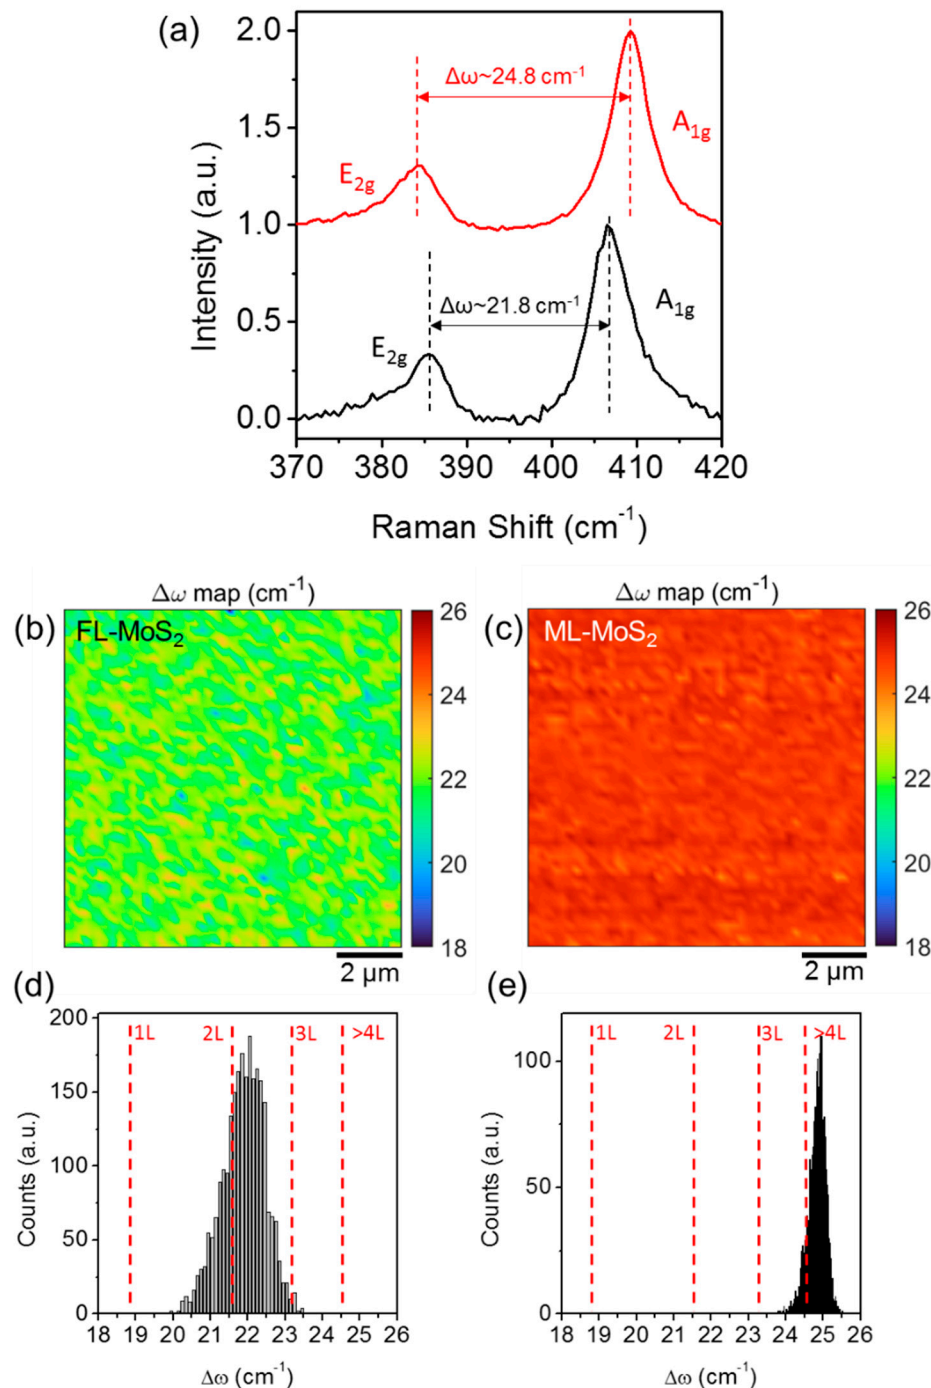 (a)
2.0
1.5
1.0
0.5
0.0
Intensity (a.u.)
Δω~24.8 cm⁻¹
A₁g
E₂g
Δω~21.8 cm⁻¹
A₁g
E₂g
370 380 390 400 410 420
Raman Shift (cm⁻¹)
Δω map (cm⁻¹)
(b)
FL-MoS₂
26
24
22
20
18
2 μm
Δω map (cm⁻¹)
(c)
ML-MoS₂
26
24
22
20
18
2 μm
(d)
200
150
100
50
0
Counts (a.u.)
1L 2L 3L >4L
18 19 20 21 22 23 24 25 26
Δω (cm⁻¹)
(e)
100
50
0
Counts (a.u.)
1L 2L 3L >4L
18 19 20 21 22 23 24 25 26
Δω (cm⁻¹)